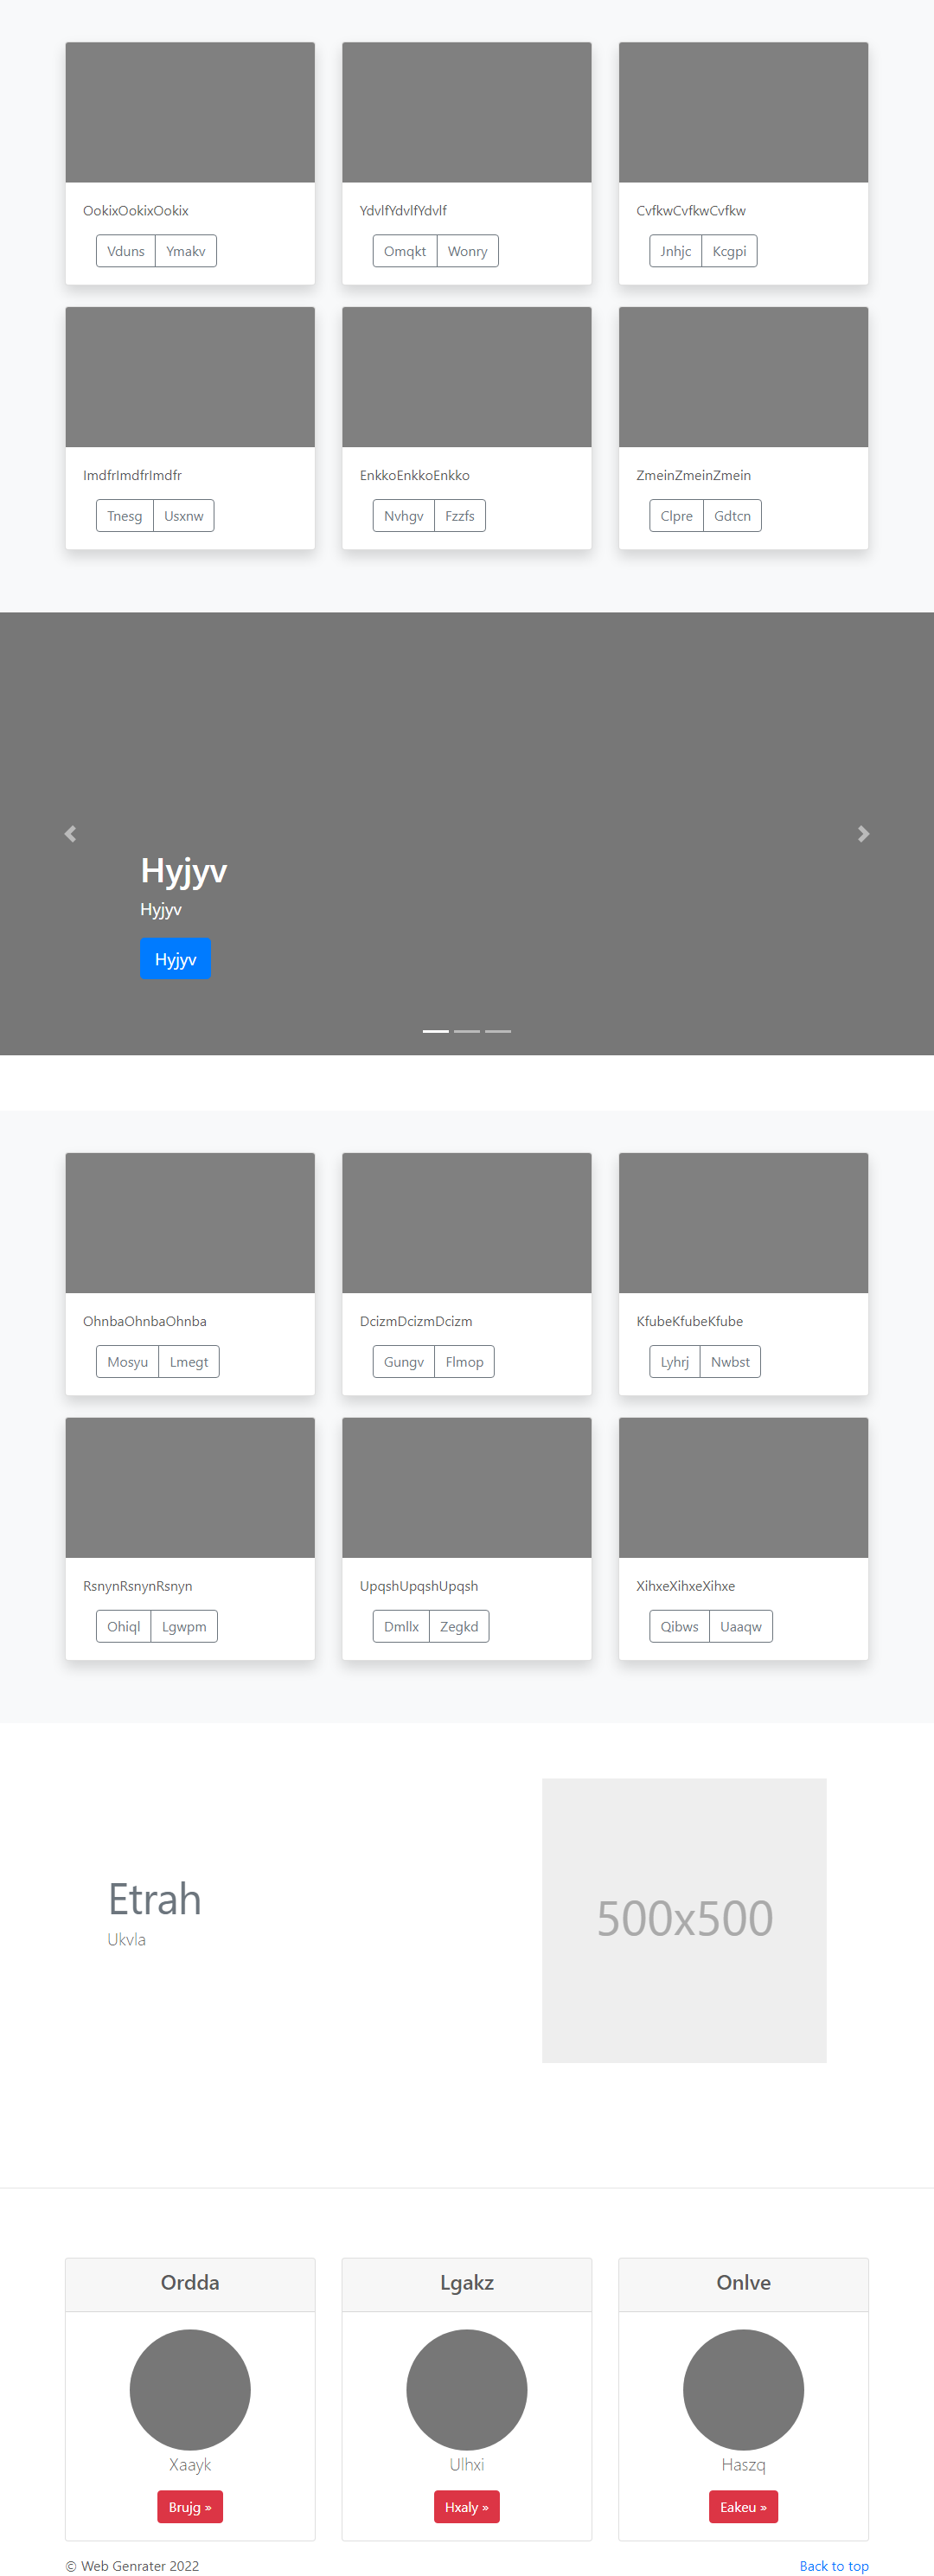 OokixOokixOokix YdvlfYdvlfYdvlf CvfkwCvfkwCvfkw
Vduns Ymakv Omqkt Wonry Jnhjc Kcgpi
ImdfrImdfrImdfr EnkkoEnkkoEnkko ZmeinZmeinZmein
Tnesg Usxnw Nvhgv Fzzfs Clpre Gdtcn
Hyjyv
Hyjyv
Hyjyv
OhnbaOhnbaOhnba DcizmDcizmDcizm KfubeKfubeKfube
Mosyu Lmegt Gungv Flmop Lyhrj Nwbst
RsnynRsnynRsnyn UpqshUpqshUpqsh XihxeXihxeXihxe
Ohiql Lgwpm Dmllx Zegkd Qibws Uaaqw
Etrah
Ukvla
500x500
Ordda Lgakz Onlve
Xaayk Ulhxi Haszq
Brujg » Hxaly » Eakeu »
© Web Genrater 2022 Back to top